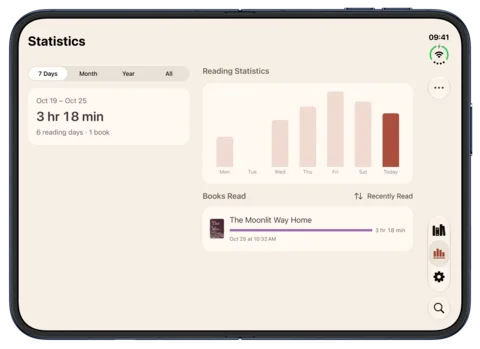 Statistics
09:41
7 Days Month Year All
Oct 19 – Oct 25
3 hr 18 min
6 reading days · 1 book
Reading Statistics
Mon Tue Wed Thu Fri Sat Today
Books Read
Recently Read
The Moonlit Way Home
3 hr 18 min
Oct 25 at 10:32 AM